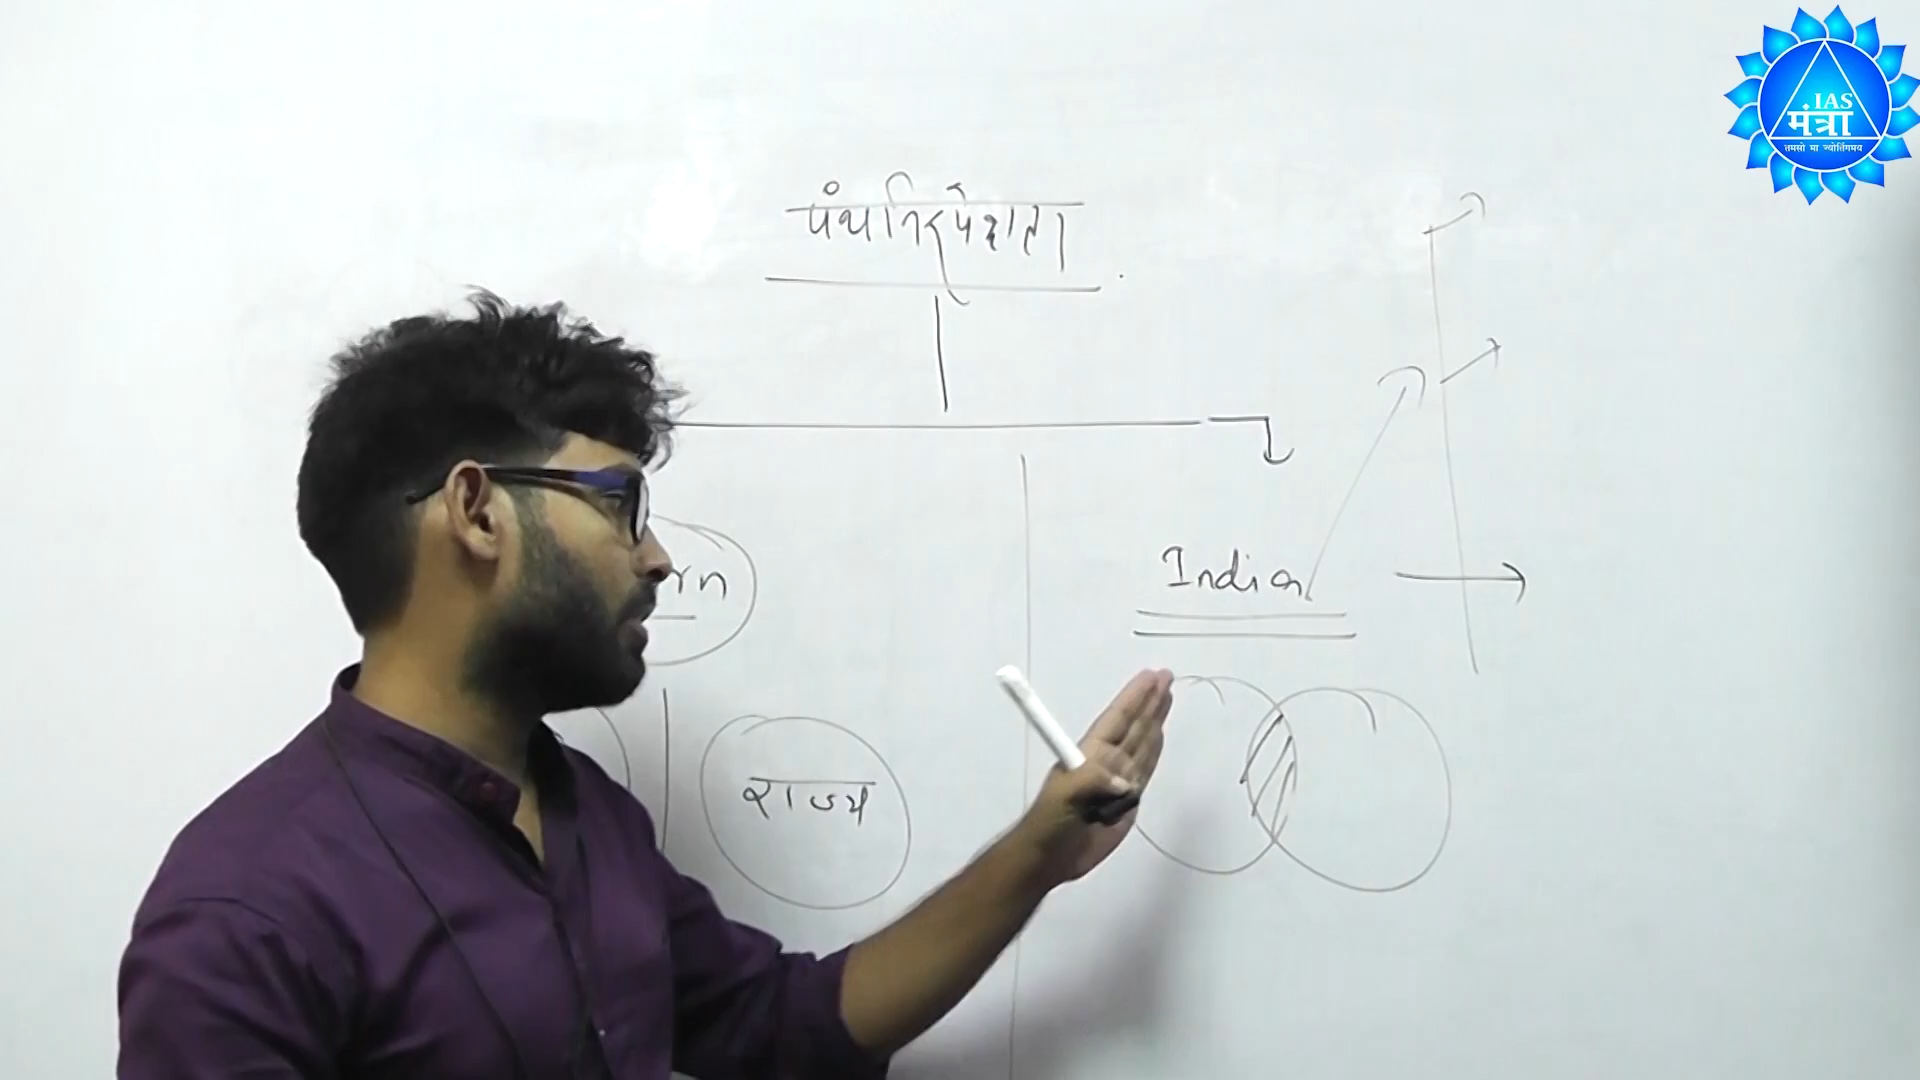 IAS
मंत्रा
तमसो मा ज्योर्तिगमय
पंथनिरपेक्षता
rn
Indian
राज्य